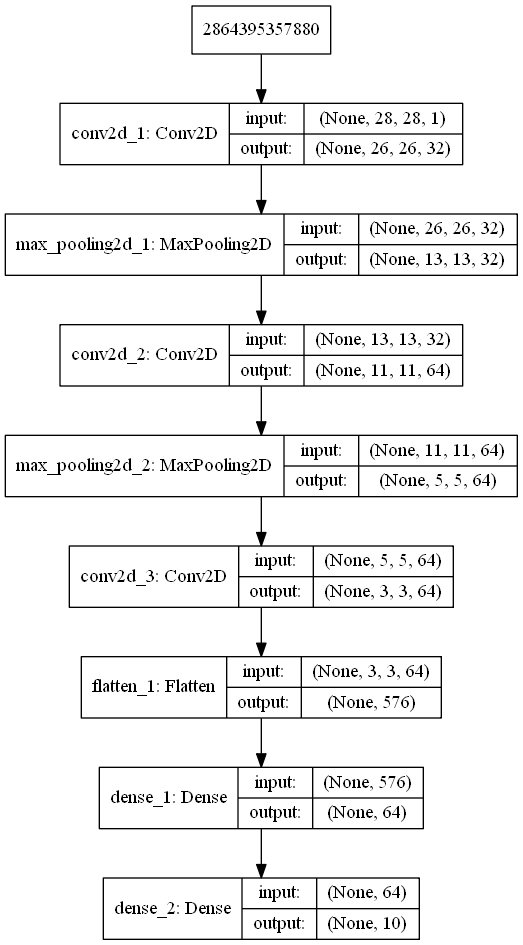 2864395357880
conv2d_1: Conv2D
input: (None, 28, 28, 1)
output: (None, 26, 26, 32)
max_pooling2d_1: MaxPooling2D
input: (None, 26, 26, 32)
output: (None, 13, 13, 32)
conv2d_2: Conv2D
input: (None, 13, 13, 32)
output: (None, 11, 11, 64)
max_pooling2d_2: MaxPooling2D
input: (None, 11, 11, 64)
output: (None, 5, 5, 64)
conv2d_3: Conv2D
input: (None, 5, 5, 64)
output: (None, 3, 3, 64)
flatten_1: Flatten
input: (None, 3, 3, 64)
output: (None, 576)
dense_1: Dense
input: (None, 576)
output: (None, 64)
dense_2: Dense
input: (None, 64)
output: (None, 10)